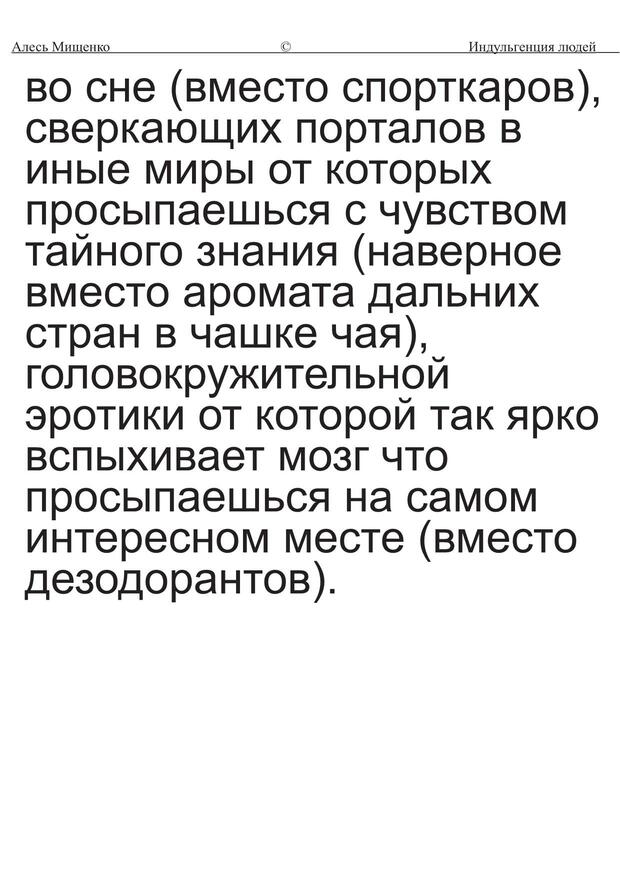 Алесь Мищенко © Индульгенция людей
во сне (вместо спорткаров),
сверкающих порталов в
иные миры от которых
просыпаешься с чувством
тайного знания (наверное
вместо аромата дальних
стран в чашке чая),
головокружительной
эротики от которой так ярко
вспыхивает мозг что
просыпаешься на самом
интересном месте (вместо
дезодорантов).